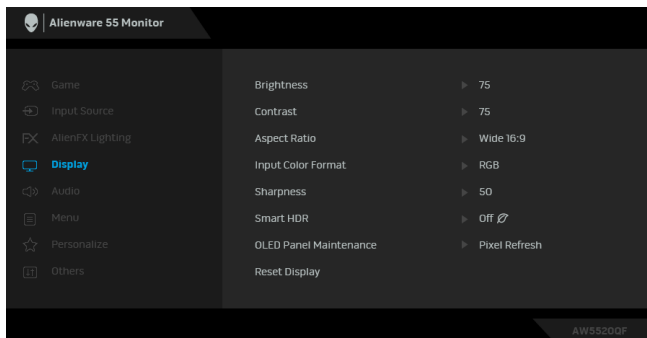 Alienware 55 Monitor
Game
Input Source
FX AlienFX Lighting
Display
Audio
Menu
Personalize
Others
Brightness 75
Contrast 75
Aspect Ratio Wide 16:9
Input Color Format RGB
Sharpness 50
Smart HDR Off
OLED Panel Maintenance Pixel Refresh
Reset Display
AW5520QF